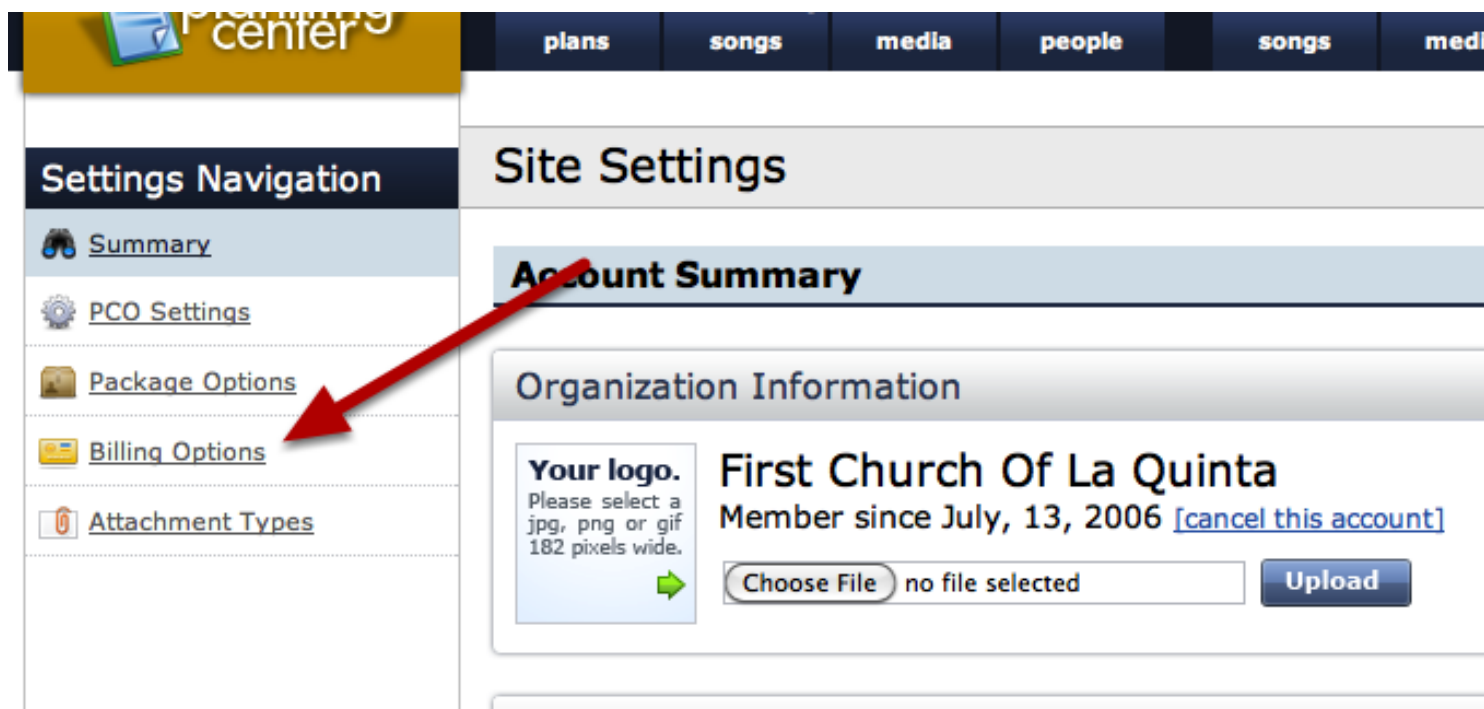 center
plans songs media people songs
Settings Navigation
Summary
PCO Settings
Package Options
Billing Options
Attachment Types
Site Settings
Account Summary
Organization Information
Your logo.
Please select a
jpg, png or gif
182 pixels wide.
First Church Of La Quinta
Member since July, 13, 2006 [cancel this account]
Choose File no file selected Upload